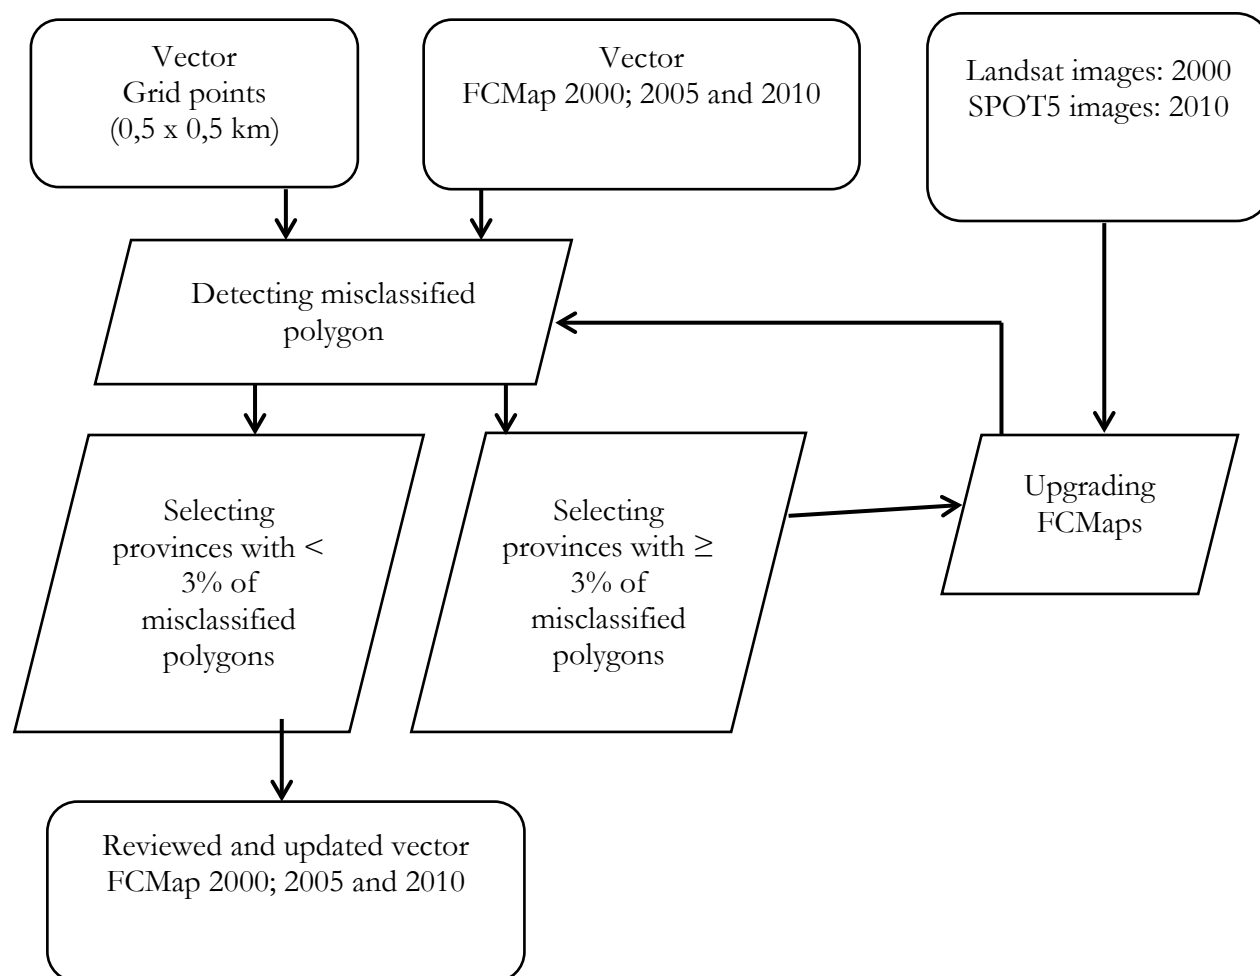 Vector
Grid points
(0,5 x 0,5 km)
Vector
FCMap 2000; 2005 and 2010
Landsat images: 2000
SPOT5 images: 2010
Detecting misclassified
polygon
Selecting
provinces with <
3% of
misclassified
polygons
Selecting
provinces with ≥
3% of
misclassified
polygons
Upgrading
FCMaps
Reviewed and updated vector
FCMap 2000; 2005 and 2010